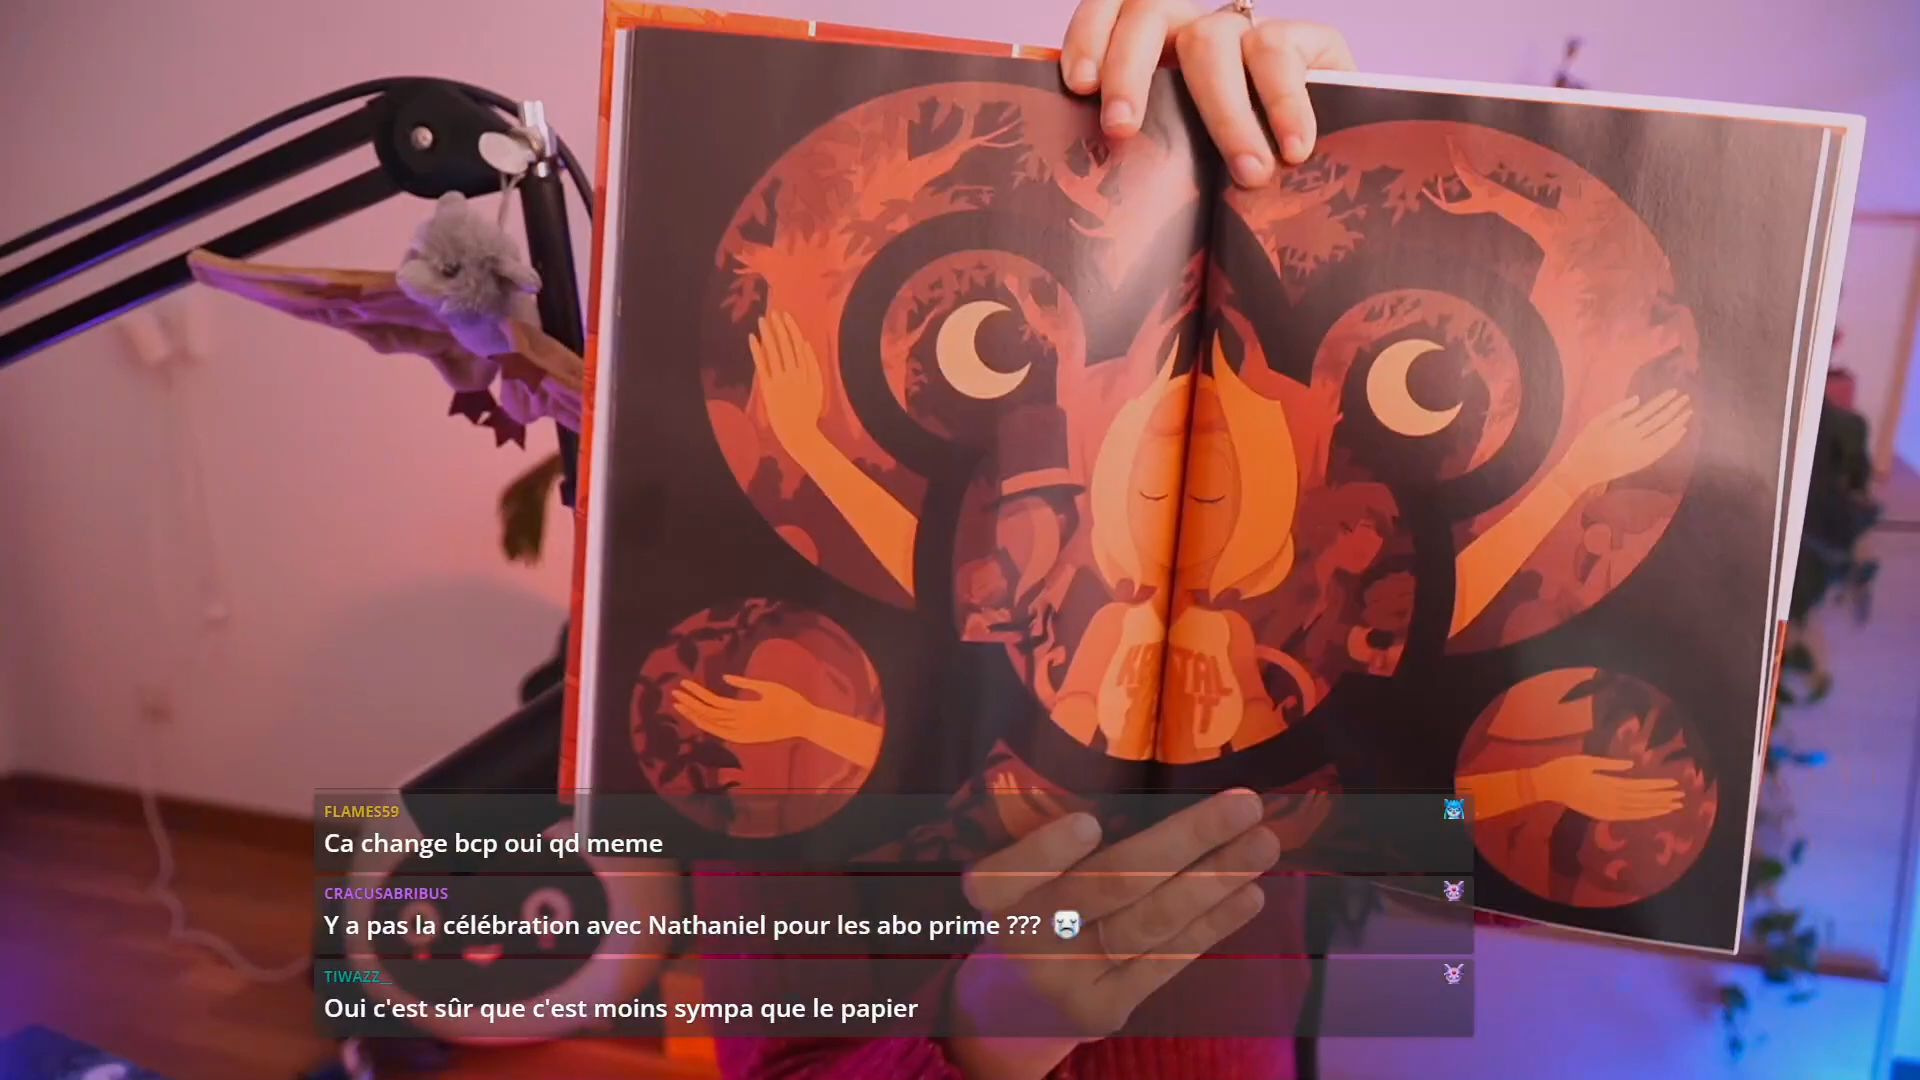 FLAMES59
Ca change bcp oui qd meme
CRACUSABRIBUS
Y a pas la célébration avec Nathaniel pour les abo prime ???
TIWAZZ_
Oui c'est sûr que c'est moins sympa que le papier